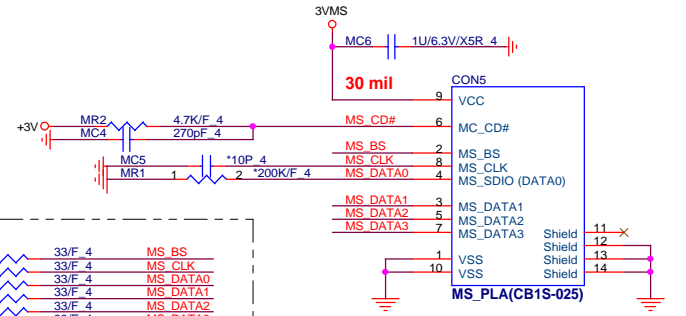 3VMS
MC6 1U/6.3V/X5R_4
30 mil
CON5
9 VCC
+3V MR2 4.7K/F_4 MS_CD# 6 MC_CD#
MC4 270pF_4
MS_BS 2 MS_BS
MC5 *10P_4 MS_CLK 8 MS_CLK
MR1 1 2 *200K/F_4 MS_DATA0 4 MS_SDIO (DATA0)
MS_DATA1 3 MS_DATA1
MS_DATA2 5 MS_DATA2
MS_DATA3 7 MS_DATA3
Shield 11
Shield 12
1 VSS Shield 13
10 VSS Shield 14
MS_PLA(CB1S-025)
33/F_4 MS_BS
33/F_4 MS_CLK
33/F_4 MS_DATA0
33/F_4 MS_DATA1
33/F_4 MS_DATA2